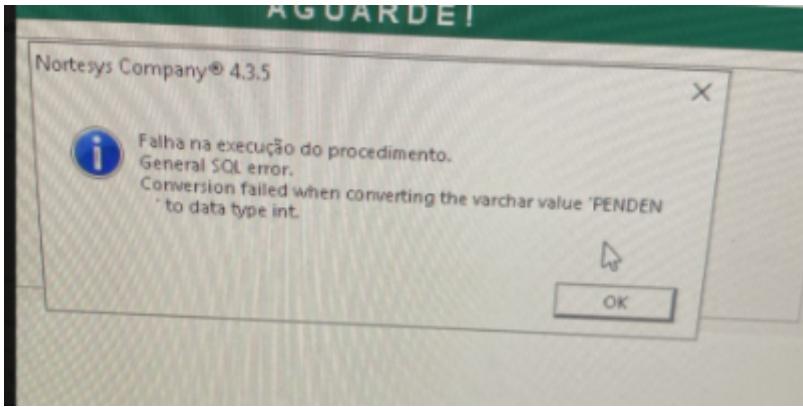 AGUARDE!
Nortesys Company® 4.3.5
Falha na execução do procedimento.
General SQL error.
Conversion failed when converting the varchar value 'PENDEN
' to data type int.
OK